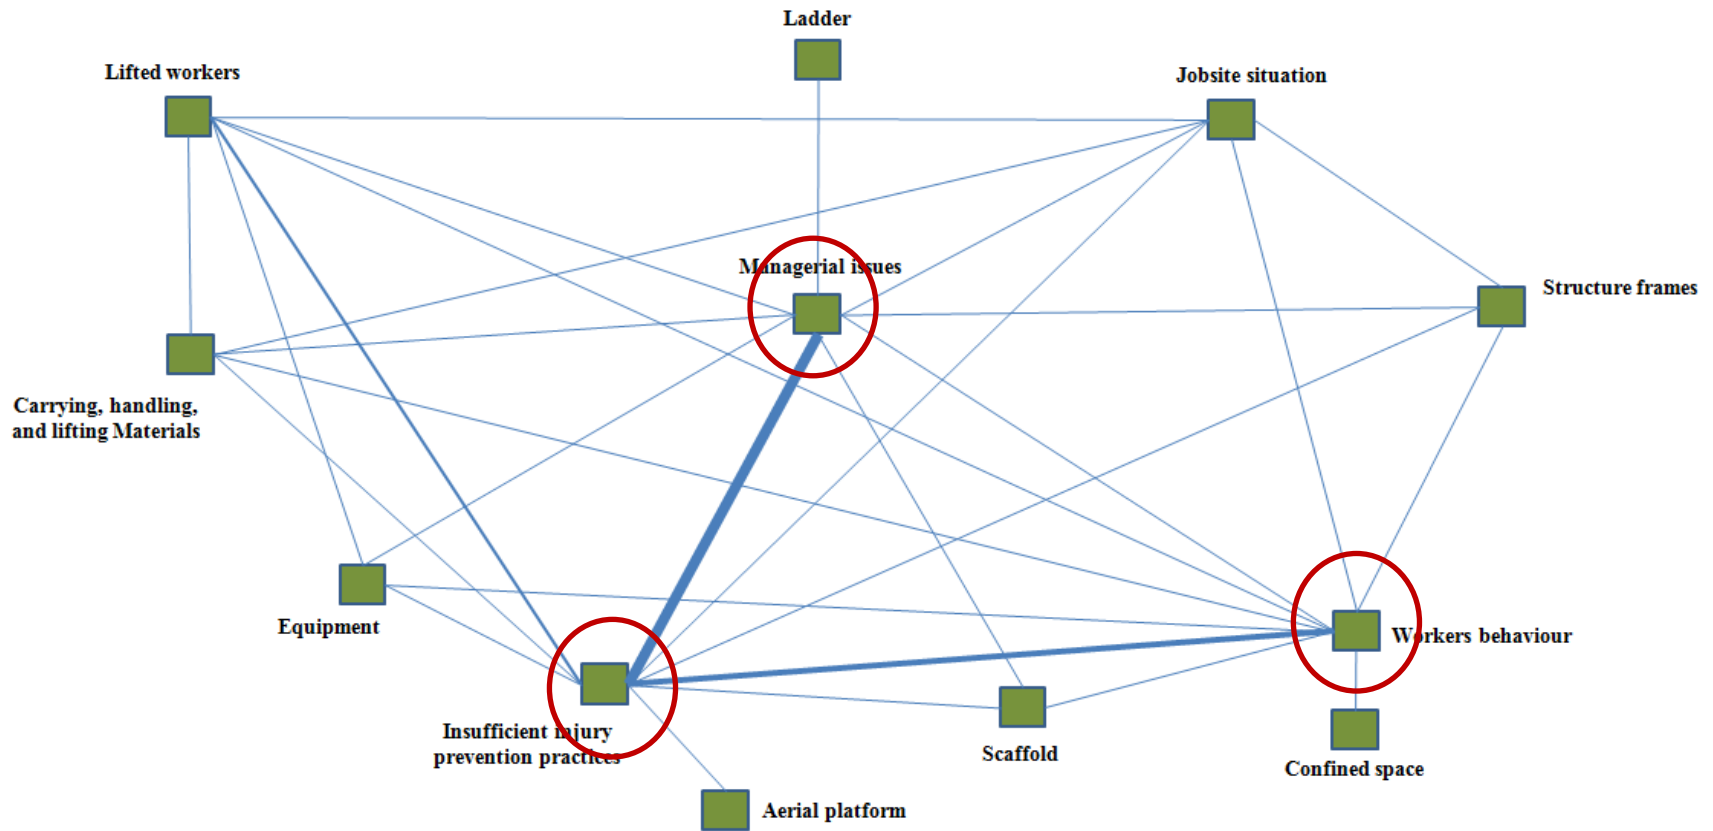 Ladder
Lifted workers
Jobsite situation
Managerial issues
Structure frames
Carrying, handling,
and lifting Materials
Equipment
Workers behaviour
Insufficient injury
prevention practices
Scaffold
Confined space
Aerial platform